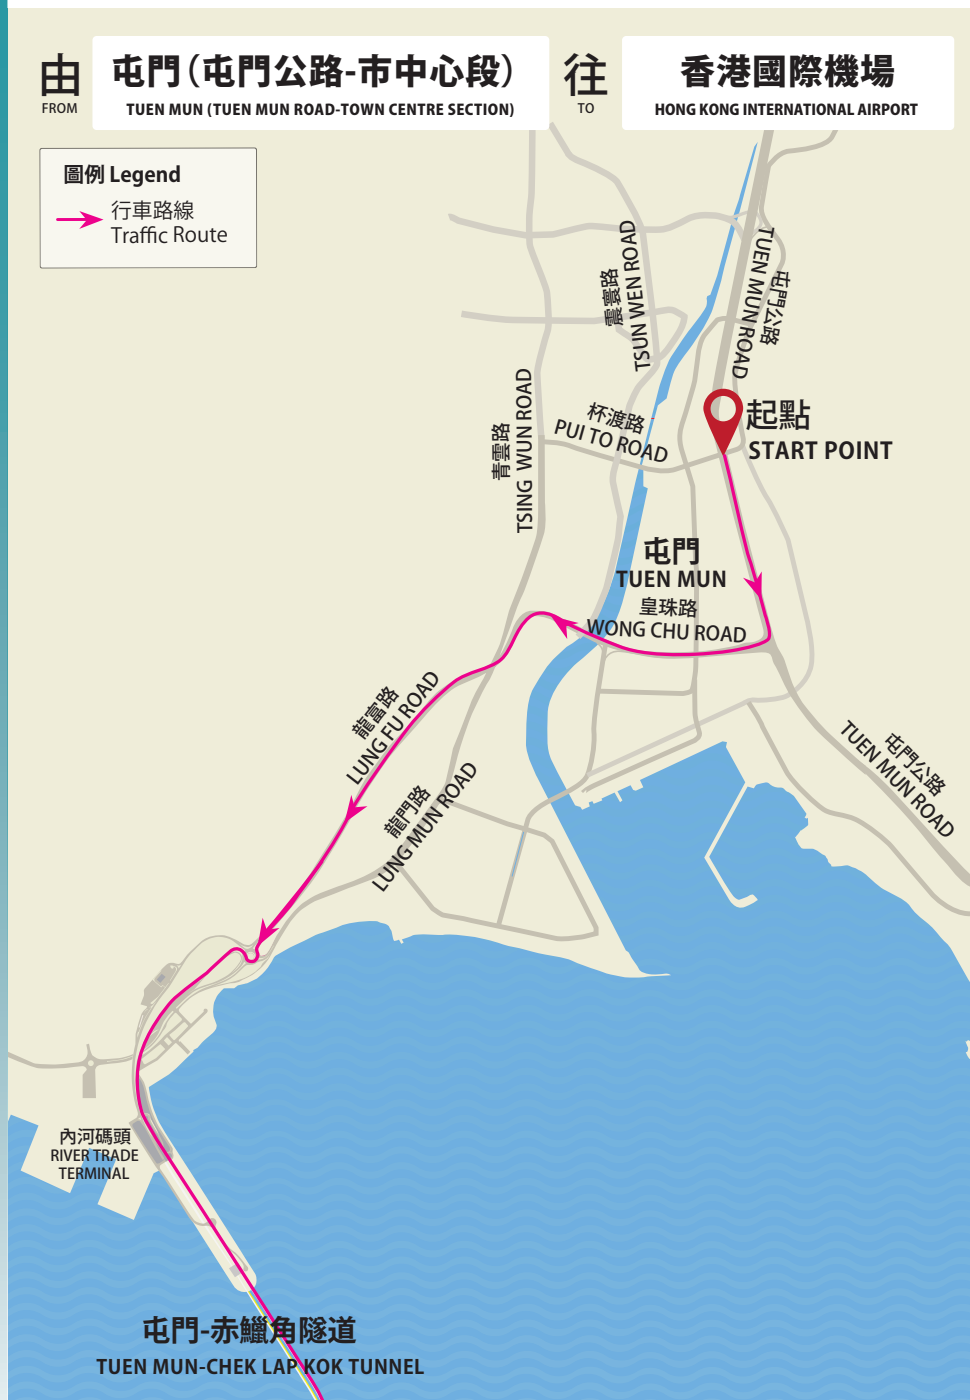 由
FROM
屯門(屯門公路-市中心段)
TUEN MUN (TUEN MUN ROAD-TOWN CENTRE SECTION)
往
TO
香港國際機場
HONG KONG INTERNATIONAL AIRPORT
圖例 Legend
行車路線
Traffic Route
震寰路
TSUN WEN ROAD
屯門公路
TUEN MUN ROAD
青雲路
TSING WUN ROAD
杯渡路
PUI TO ROAD
起點
START POINT
屯門
TUEN MUN
皇珠路
WONG CHU ROAD
龍富路
LUNG FU ROAD
龍門路
LUNG MUN ROAD
屯門公路
TUEN MUN ROAD
內河碼頭
RIVER TRADE
TERMINAL
屯門-赤鱲角隧道
TUEN MUN-CHEK LAP KOK TUNNEL